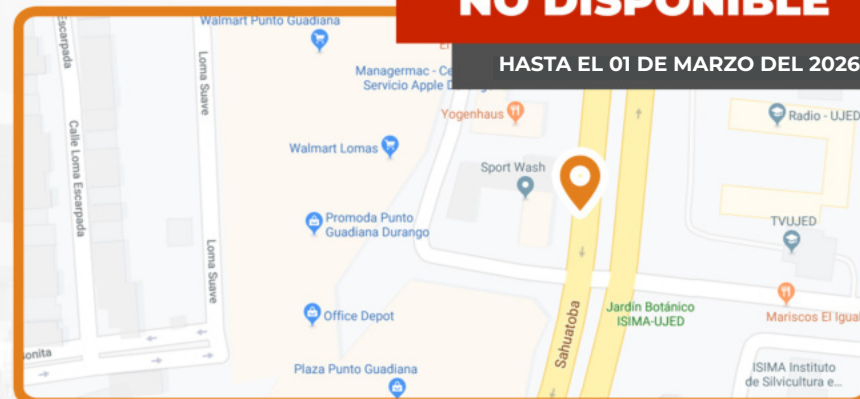 NO DISPONIBLE
HASTA EL 01 DE MARZO DEL 2026
Walmart Punto Guadiana
Escarpada
Loma Suave
Managermac - Ce
Servicio Apple D
Yogenhaus
Radio - UJED
Calle Loma Escarpada
Walmart Lomas
Sport Wash
Promoda Punto
Guadiana Durango
TVUJED
Loma Suave
Office Depot
Sahuatoba
Jardín Botánico
ISIMA-UJED
Mariscos El Igual
onita
Plaza Punto Guadiana
ISIMA Instituto
de Silvicultura e...